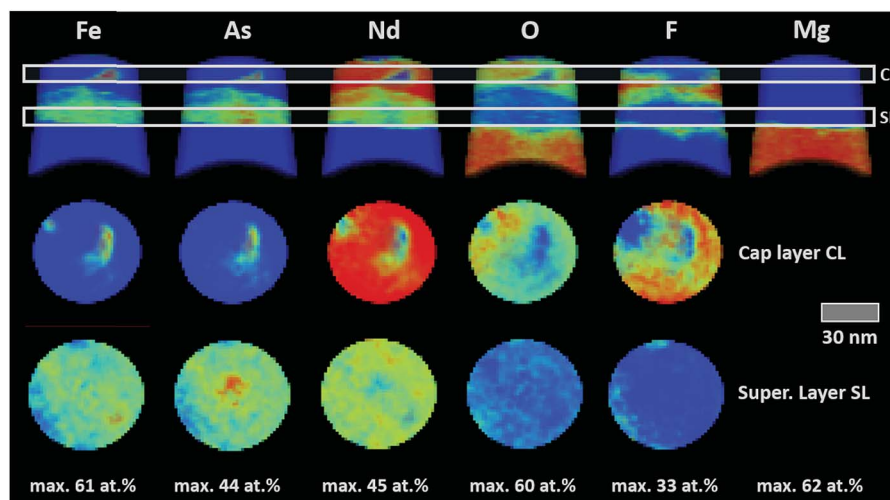 Fe As Nd O F Mg
Cap layer CL
30 nm
Super. Layer SL
max. 61 at.% max. 44 at.% max. 45 at.% max. 60 at.% max. 33 at.% max. 62 at.%